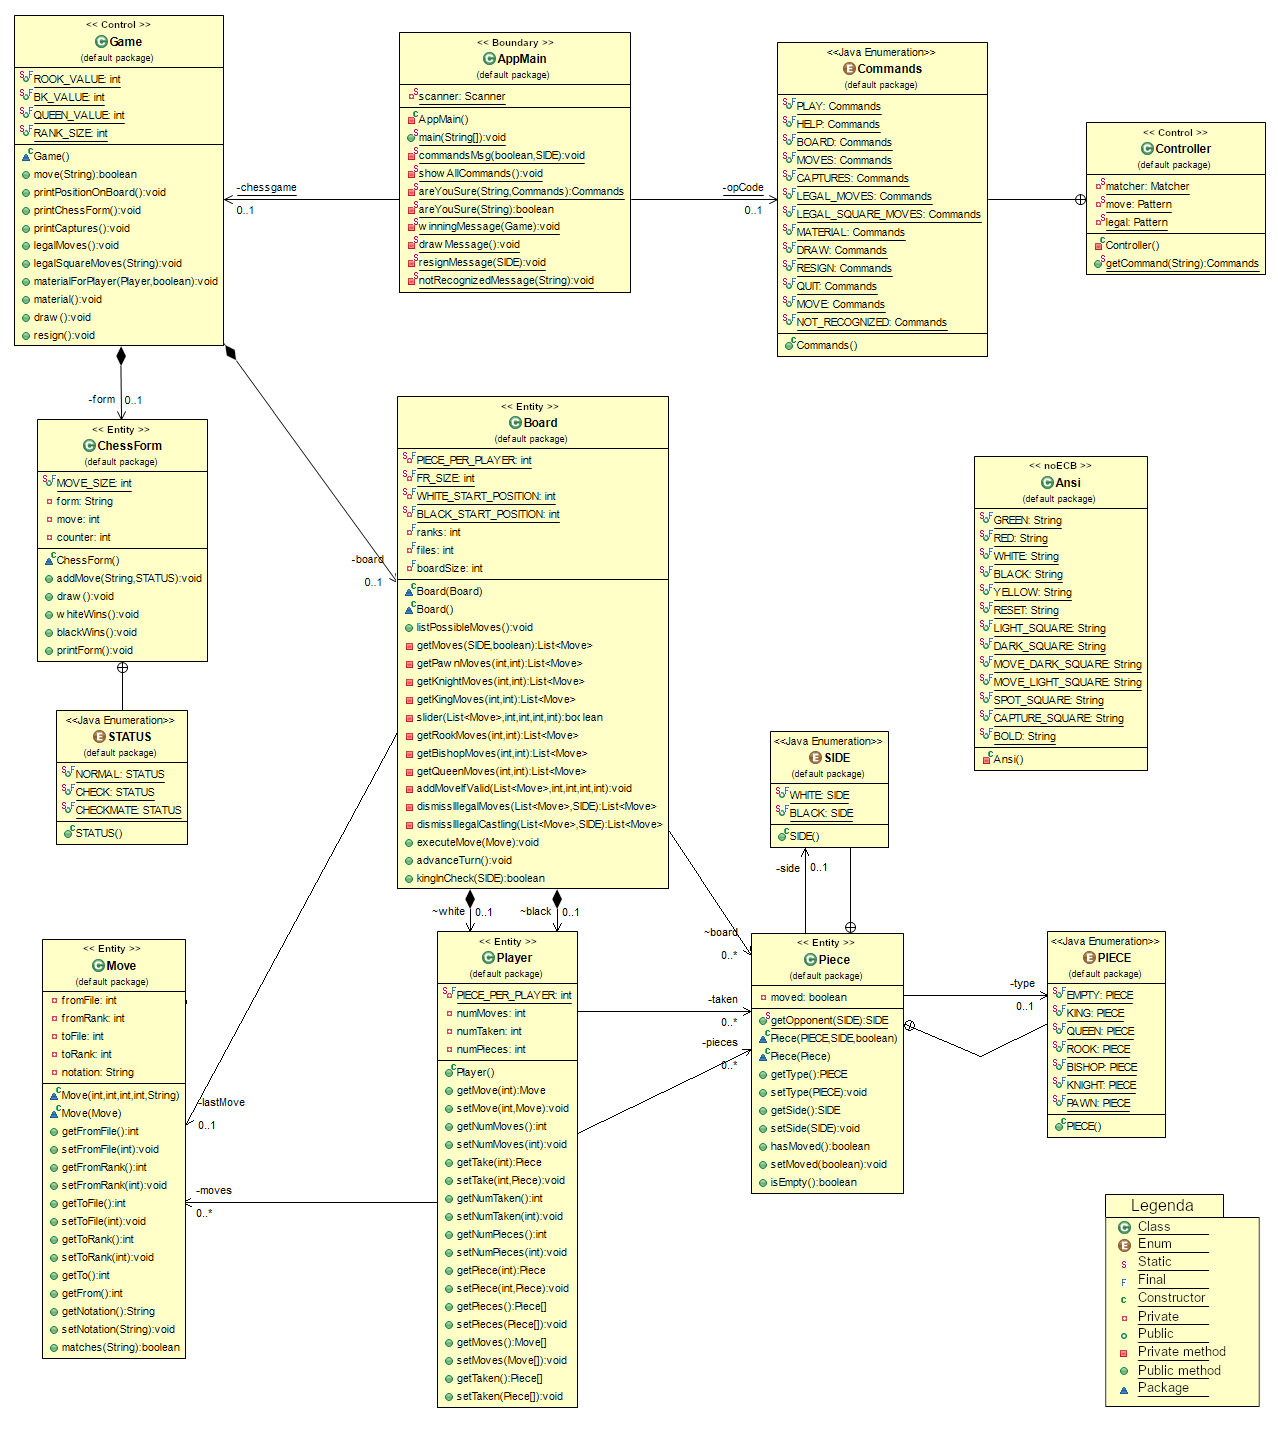 << Control >>
Game
(default package)
ROOK_VALUE: int
BK_VALUE: int
QUEEN_VALUE: int
RANK_SIZE: int
Game()
move(String):boolean
printPositionOnBoard():void
printChessForm():void
printCaptures():void
legalMoves():void
legalSquareMoves(String):void
materialForPlayer(Player,boolean):void
material():void
draw():void
resign():void
-chessgame
0..1
<< Boundary >>
AppMain
(default package)
scanner: Scanner
AppMain()
main(String[]):void
commandsMsg(boolean,SIDE):void
showAllCommands():void
areYouSure(String,Commands):Commands
areYouSure(String):boolean
winningMessage(Game):void
drawMessage():void
resignMessage(SIDE):void
notRecognizedMessage(String):void
-opCode
0..1
<<Java Enumeration>>
Commands
(default package)
PLAY: Commands
HELP: Commands
BOARD: Commands
MOVES: Commands
CAPTURES: Commands
LEGAL_MOVES: Commands
LEGAL_SQUARE_MOVES: Commands
MATERIAL: Commands
DRAW: Commands
RESIGN: Commands
QUIT: Commands
MOVE: Commands
NOT_RECOGNIZED: Commands
Commands()
<< Control >>
Controller
(default package)
matcher: Matcher
move: Pattern
legal: Pattern
Controller()
getCommand(String):Commands
-form
0..1
<< Entity >>
ChessForm
(default package)
MOVE_SIZE: int
form: String
move: int
counter: int
ChessForm()
addMove(String,STATUS):void
draw():void
whiteWins():void
blackWins():void
printForm():void
<<Java Enumeration>>
STATUS
(default package)
NORMAL: STATUS
CHECK: STATUS
CHECKMATE: STATUS
STATUS()
-board
0..1
<< Entity >>
Board
(default package)
PIECE_PER_PLAYER: int
FR_SIZE: int
WHITE_START_POSITION: int
BLACK_START_POSITION: int
ranks: int
files: int
boardSize: int
Board(Board)
Board()
listPossibleMoves():void
getMoves(SIDE,boolean):List<Move>
getPawnMoves(int,int):List<Move>
getKnightMoves(int,int):List<Move>
getKingMoves(int,int):List<Move>
slider(List<Move>,int,int,int,int):boolean
getRookMoves(int,int):List<Move>
getBishopMoves(int,int):List<Move>
getQueenMoves(int,int):List<Move>
addMoveIfValid(List<Move>,int,int,int,int):void
dismissIllegalMoves(List<Move>,SIDE):List<Move>
dismissIllegalCastling(List<Move>,SIDE):List<Move>
executeMove(Move):void
advanceTurn():void
kingInCheck(SIDE):boolean
<< noECB >>
Ansi
(default package)
GREEN: String
RED: String
WHITE: String
BLACK: String
YELLOW: String
RESET: String
LIGHT_SQUARE: String
DARK_SQUARE: String
MOVE_DARK_SQUARE: String
MOVE_LIGHT_SQUARE: String
SPOT_SQUARE: String
CAPTURE_SQUARE: String
BOLD: String
Ansi()
<<Java Enumeration>>
SIDE
(default package)
WHITE: SIDE
BLACK: SIDE
SIDE()
-side
0..1
~white
0..1
~black
0..1
~board
0..*
<< Entity >>
Move
(default package)
fromFile: int
fromRank: int
toFile: int
toRank: int
notation: String
Move(int,int,int,int,String)
Move(Move)
getFromFile():int
setFromFile(int):void
getFromRank():int
setFromRank(int):void
getToFile():int
setToFile(int):void
getToRank():int
setToRank(int):void
getTo():int
getFrom():int
getNotation():String
setNotation(String):void
matches(String):boolean
-lastMove
0..1
-moves
0..*
<< Entity >>
Player
(default package)
PIECE_PER_PLAYER: int
numMoves: int
numTaken: int
numPieces: int
Player()
getMove(int):Move
setMove(int,Move):void
getNumMoves():int
setNumMoves(int):void
getTake(int):Piece
setTake(int,Piece):void
getNumTaken():int
setNumTaken(int):void
getNumPieces():int
setNumPieces(int):void
getPiece(int):Piece
setPiece(int,Piece):void
getPieces():Piece[]
setPieces(Piece[]):void
getMoves():Move[]
setMoves(Move[]):void
getTaken():Piece[]
setTaken(Piece[]):void
-taken
0..*
-pieces
0..*
<< Entity >>
Piece
(default package)
moved: boolean
getOpponent(SIDE):SIDE
Piece(PIECE,SIDE,boolean)
Piece(Piece)
getType():PIECE
setType(PIECE):void
getSide():SIDE
setSide(SIDE):void
hasMoved():boolean
setMoved(boolean):void
isEmpty():boolean
-type
0..1
<<Java Enumeration>>
PIECE
(default package)
EMPTY: PIECE
KING: PIECE
QUEEN: PIECE
ROOK: PIECE
BISHOP: PIECE
KNIGHT: PIECE
PAWN: PIECE
PIECE()
Legenda
Class
Enum
Static
Final
Constructor
Private
Public
Private method
Public method
Package